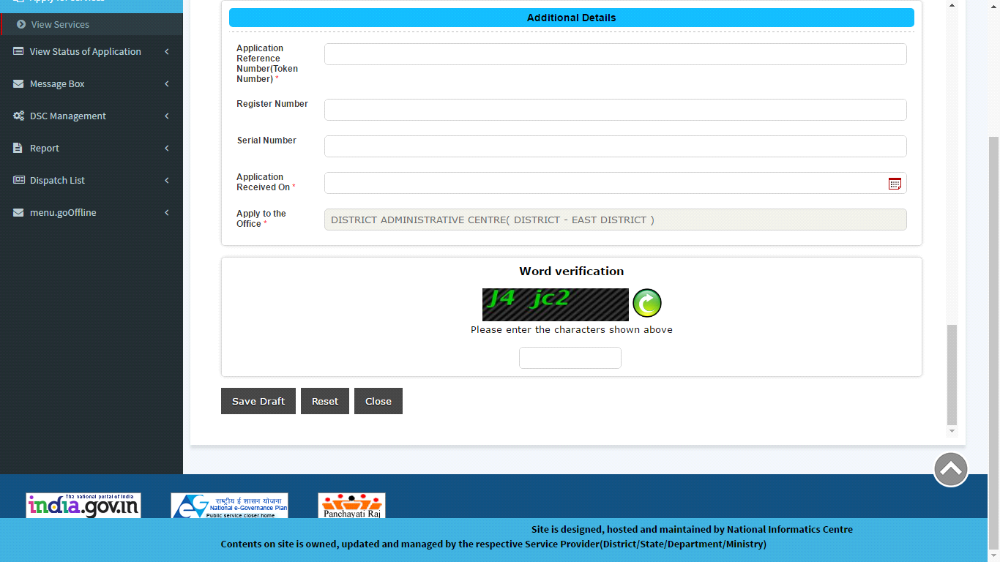 Apply for Services
View Services
View Status of Application
Message Box
DSC Management
Report
Dispatch List
menu.goOffline
Additional Details
Application
Reference
Number(Token
Number) *
Register Number
Serial Number
Application
Received On *
Apply to the
Office *
DISTRICT ADMINISTRATIVE CENTRE( DISTRICT - EAST DISTRICT )
Word verification
J4 jc2
Please enter the characters shown above
Save Draft
Reset
Close
The national portal of India
india.gov.in
राष्ट्रीय ई शासन योजना
National e-Governance Plan
Public service closer home
Panchayati Raj
Site is designed, hosted and maintained by National Informatics Centre
Contents on site is owned, updated and managed by the respective Service Provider(District/State/Department/Ministry)